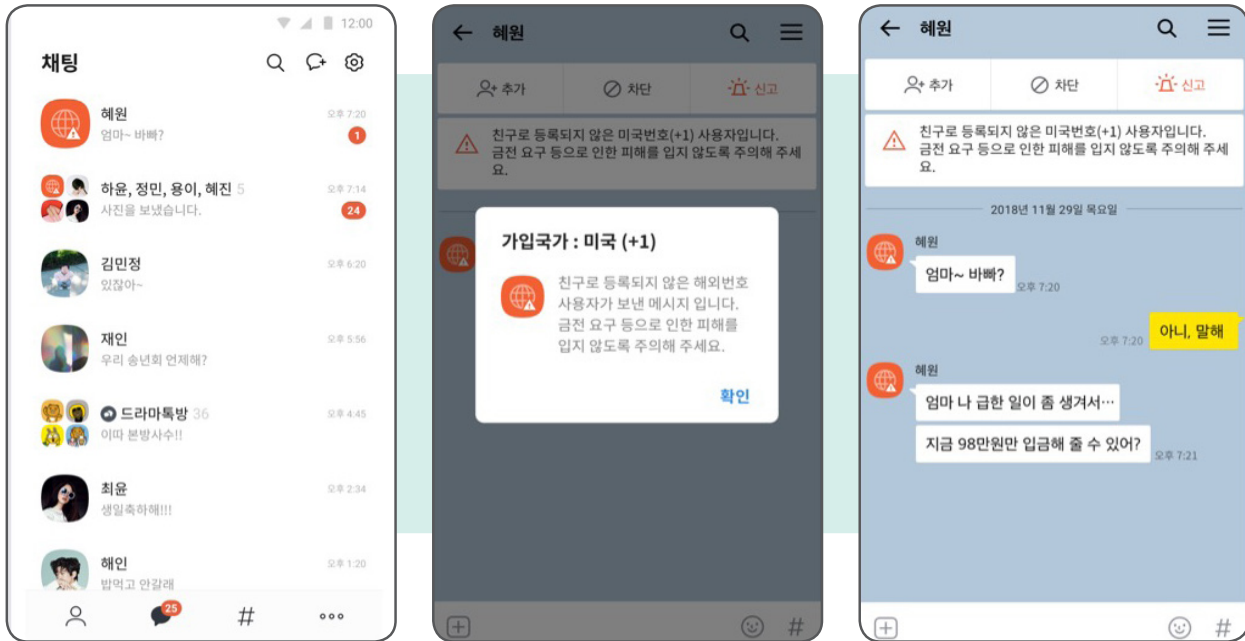 12:00
채팅
혜원
오후 7:20
엄마~ 바빠?
1
하윤, 정민, 용이, 혜진 5
오후 7:14
사진을 보냈습니다.
24
김민정
오후 6:20
있잖아~
재인
오후 5:56
우리 송년회 언제해?
드라마톡방 36
오후 4:45
이따 본방사수!!
최윤
오후 2:34
생일축하해!!!
해인
오후 1:20
밥먹고 안갈래
25
#
혜원
추가
차단
신고
친구로 등록되지 않은 미국번호(+1) 사용자입니다.
금전 요구 등으로 인한 피해를 입지 않도록 주의해 주세
요.
가입국가 : 미국 (+1)
친구로 등록되지 않은 해외번호
사용자가 보낸 메시지 입니다.
금전 요구 등으로 인한 피해를
입지 않도록 주의해 주세요.
확인
#
혜원
추가
차단
신고
친구로 등록되지 않은 미국번호(+1) 사용자입니다.
금전 요구 등으로 인한 피해를 입지 않도록 주의해 주세
요.
2018년 11월 29일 목요일
혜원
엄마~ 바빠?
오후 7:20
아니, 말해
오후 7:20
혜원
엄마 나 급한 일이 좀 생겨서…
지금 98만원만 입금해 줄 수 있어?
오후 7:21
#